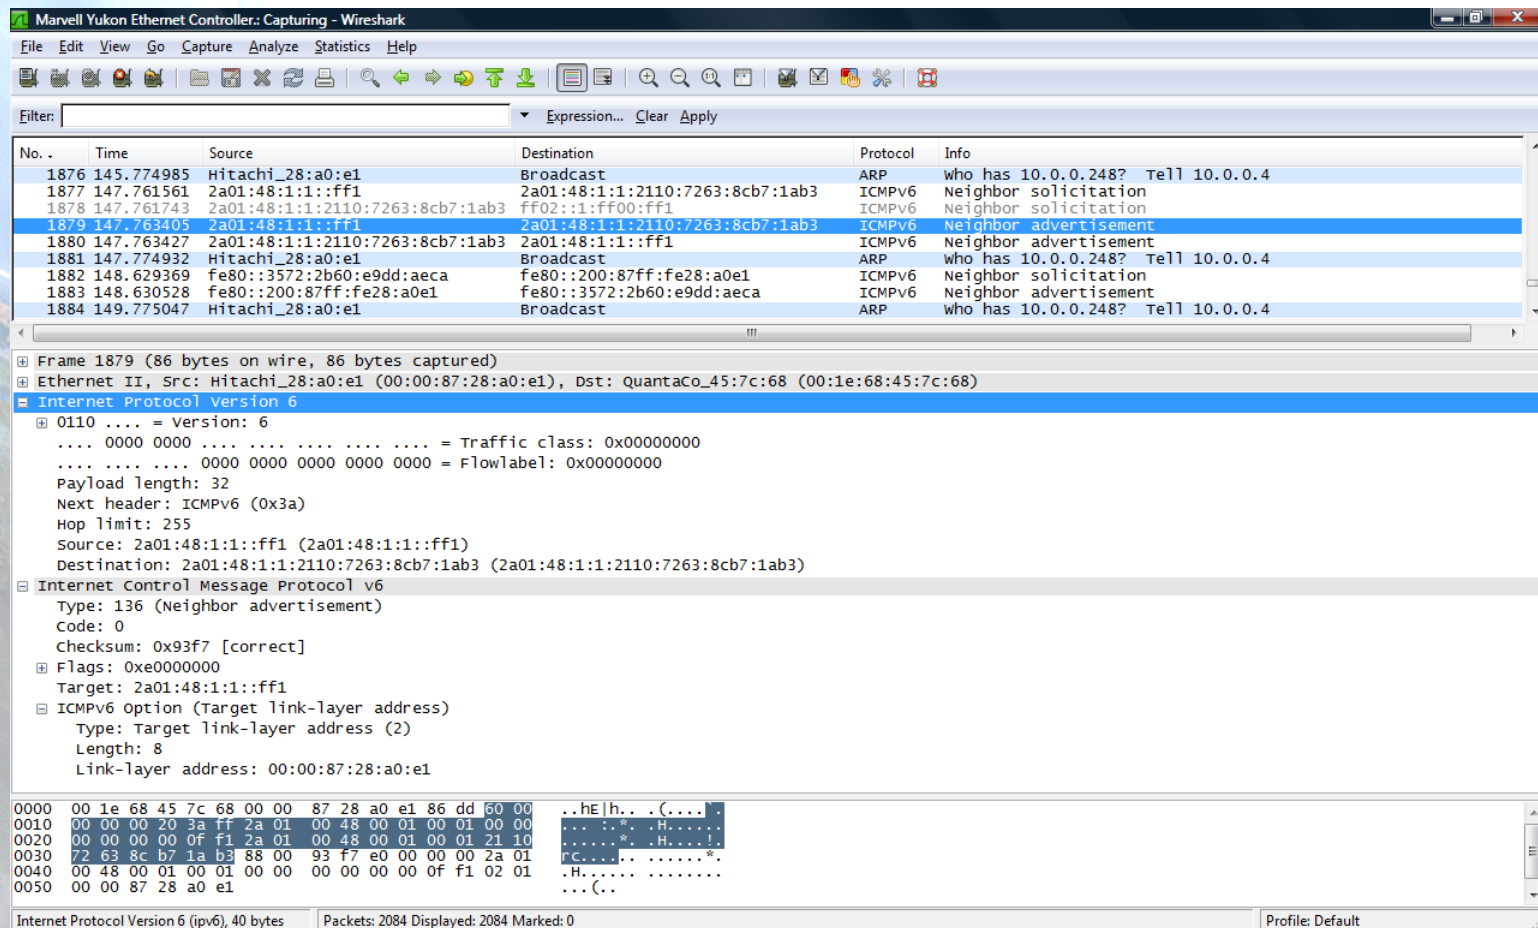 Marvell Yukon Ethernet Controller.: Capturing - Wireshark
File Edit View Go Capture Analyze Statistics Help
Filter: Expression... Clear Apply
No. . Time Source Destination Protocol Info
1876 145.774985 Hitachi_28:a0:e1 Broadcast ARP Who has 10.0.0.248? Tell 10.0.0.4
1877 147.761561 2a01:48:1:1::ff1 2a01:48:1:1:2110:7263:8cb7:1ab3 ICMPv6 Neighbor solicitation
1878 147.761743 2a01:48:1:1:2110:7263:8cb7:1ab3 ff02::1:ff00:ff1 ICMPv6 Neighbor solicitation
1879 147.763405 2a01:48:1:1::ff1 2a01:48:1:1:2110:7263:8cb7:1ab3 ICMPv6 Neighbor advertisement
1880 147.763427 2a01:48:1:1:2110:7263:8cb7:1ab3 2a01:48:1:1::ff1 ICMPv6 Neighbor advertisement
1881 147.774932 Hitachi_28:a0:e1 Broadcast ARP Who has 10.0.0.248? Tell 10.0.0.4
1882 148.629369 fe80::3572:2b60:e9dd:aeca fe80::200:87ff:fe28:a0e1 ICMPv6 Neighbor solicitation
1883 148.630528 fe80::200:87ff:fe28:a0e1 fe80::3572:2b60:e9dd:aeca ICMPv6 Neighbor advertisement
1884 149.775047 Hitachi_28:a0:e1 Broadcast ARP Who has 10.0.0.248? Tell 10.0.0.4
Frame 1879 (86 bytes on wire, 86 bytes captured)
Ethernet II, Src: Hitachi_28:a0:e1 (00:00:87:28:a0:e1), Dst: QuantaCo_45:7c:68 (00:1e:68:45:7c:68)
Internet Protocol Version 6
0110 .... = Version: 6
.... 0000 0000 .... .... .... .... .... = Traffic class: 0x00000000
.... .... .... 0000 0000 0000 0000 0000 = Flowlabel: 0x00000000
Payload length: 32
Next header: ICMPv6 (0x3a)
Hop limit: 255
Source: 2a01:48:1:1::ff1 (2a01:48:1:1::ff1)
Destination: 2a01:48:1:1:2110:7263:8cb7:1ab3 (2a01:48:1:1:2110:7263:8cb7:1ab3)
Internet Control Message Protocol v6
Type: 136 (Neighbor advertisement)
Code: 0
Checksum: 0x93f7 [correct]
Flags: 0xe0000000
Target: 2a01:48:1:1::ff1
ICMPv6 Option (Target link-layer address)
Type: Target link-layer address (2)
Length: 8
Link-layer address: 00:00:87:28:a0:e1
0000 00 1e 68 45 7c 68 00 00 87 28 a0 e1 86 dd 60 00 ..hE|h.. .(....`.
0010 00 00 00 20 3a ff 2a 01 00 48 00 01 00 01 00 00 ... :.*. .H......
0020 00 00 00 00 0f f1 2a 01 00 48 00 01 00 01 21 10 ......*. .H....!.
0030 72 63 8c b7 1a b3 88 00 93 f7 e0 00 00 00 2a 01 rc...... ......*.
0040 00 48 00 01 00 01 00 00 00 00 00 00 0f f1 02 01 .H...... ........
0050 00 00 87 28 a0 e1 ...(..
Internet Protocol Version 6 (ipv6), 40 bytes Packets: 2084 Displayed: 2084 Marked: 0 Profile: Default